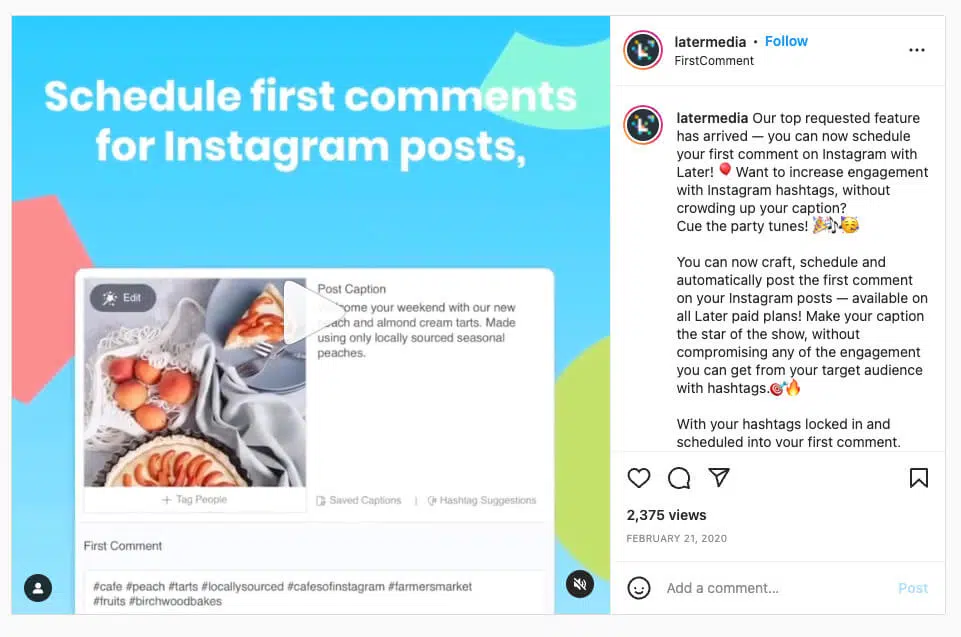 Schedule first comments
for Instagram posts,
Edit
Post Caption
your weekend with our new
and almond cream tarts. Made
using only locally sourced seasonal
peaches.
+ Tag People
Saved Captions | Hashtag Suggestions
First Comment
#cafe #peach #tarts #locallysourced #cafesofinstagram #farmersmarket
#fruits #birchwoodbakes
latermedia • Follow
FirstComment
latermedia Our top requested feature
has arrived — you can now schedule
your first comment on Instagram with
Later! 🎈 Want to increase engagement
with Instagram hashtags, without
crowding up your caption?
Cue the party tunes! 🎉🎶🥳
You can now craft, schedule and
automatically post the first comment
on your Instagram posts — available on
all Later paid plans! Make your caption
the star of the show, without
compromising any of the engagement
you can get from your target audience
with hashtags.🎯🔥
With your hashtags locked in and
scheduled into your first comment.
2,375 views
FEBRUARY 21, 2020
Add a comment...
Post